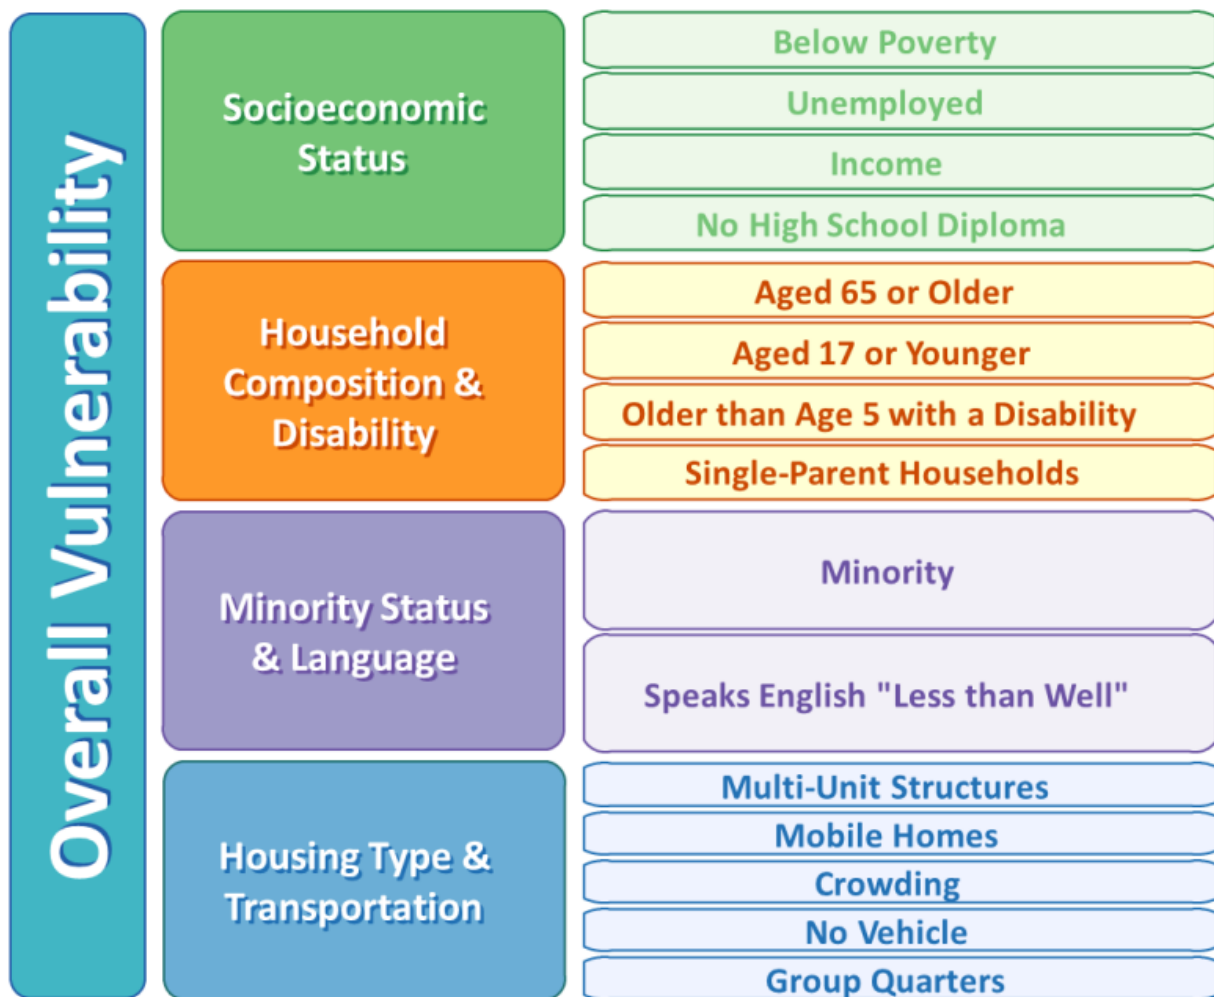 Overall Vulnerability
Socioeconomic
Status
Below Poverty
Unemployed
Income
No High School Diploma
Household
Composition &
Disability
Aged 65 or Older
Aged 17 or Younger
Older than Age 5 with a Disability
Single-Parent Households
Minority Status
& Language
Minority
Speaks English "Less than Well"
Housing Type &
Transportation
Multi-Unit Structures
Mobile Homes
Crowding
No Vehicle
Group Quarters